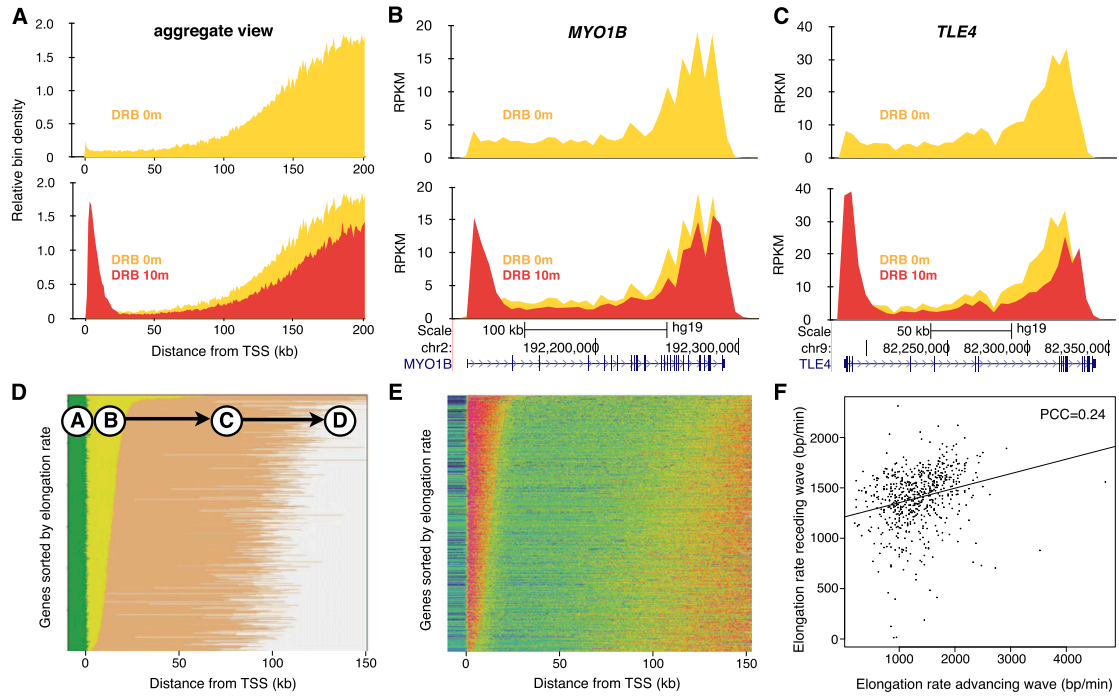 A
aggregate view
Relative bin density
2.0
1.5
1.0
0.5
0
DRB 0m
0 50 100 150 200
2.0
1.5
1.0
0.5
0
DRB 0m
DRB 10m
0 50 100 150 200
Distance from TSS (kb)
B
MYO1B
RPKM
20
15
10
5
0
DRB 0m
RPKM
20
15
10
5
0
DRB 0m
DRB 10m
Scale 100 kb hg19
chr2: 192,200,000 192,300,000
MYO1B
C
TLE4
RPKM
40
30
20
10
0
DRB 0m
RPKM
40
30
20
10
0
DRB 0m
DRB 10m
Scale 50 kb hg19
chr9: 82,250,000 82,300,000 82,350,000
TLE4
D
Genes sorted by elongation rate
A B C D
0 50 100 150
Distance from TSS (kb)
E
Genes sorted by elongation rate
0 50 100 150
Distance from TSS (kb)
F
PCC=0.24
Elongation rate receding wave (bp/min)
2000
1500
1000
500
0
1000 2000 3000 4000
Elongation rate advancing wave (bp/min)